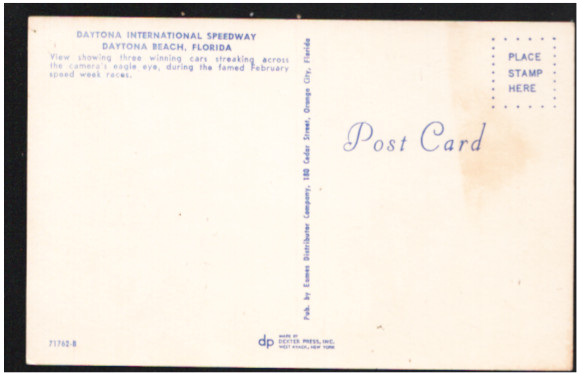 DAYTONA INTERNATIONAL SPEEDWAY
DAYTONA BEACH, FLORIDA
View showing three winning cars streaking across
the camera's eagle eye, during the famed February
speed week races.
Pub. by Eames Distributor Company, 180 Cedar Street, Orange City, Florida
PLACE
STAMP
HERE
Post Card
71762-B
dp
MADE BY
DEXTER PRESS, INC.
WEST NYACK, NEW YORK